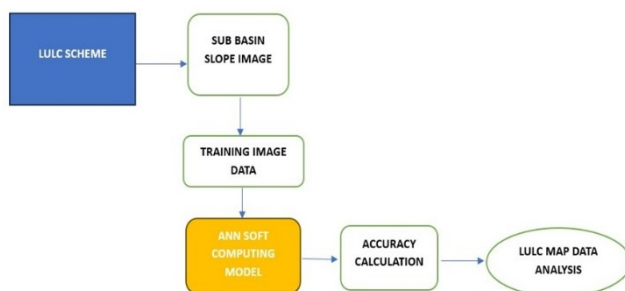 LULC SCHEME
SUB BASIN
SLOPE IMAGE
TRAINING IMAGE
DATA
ANN SOFT
COMPUTING
MODEL
ACCURACY
CALCULATION
LULC MAP DATA
ANALYSIS